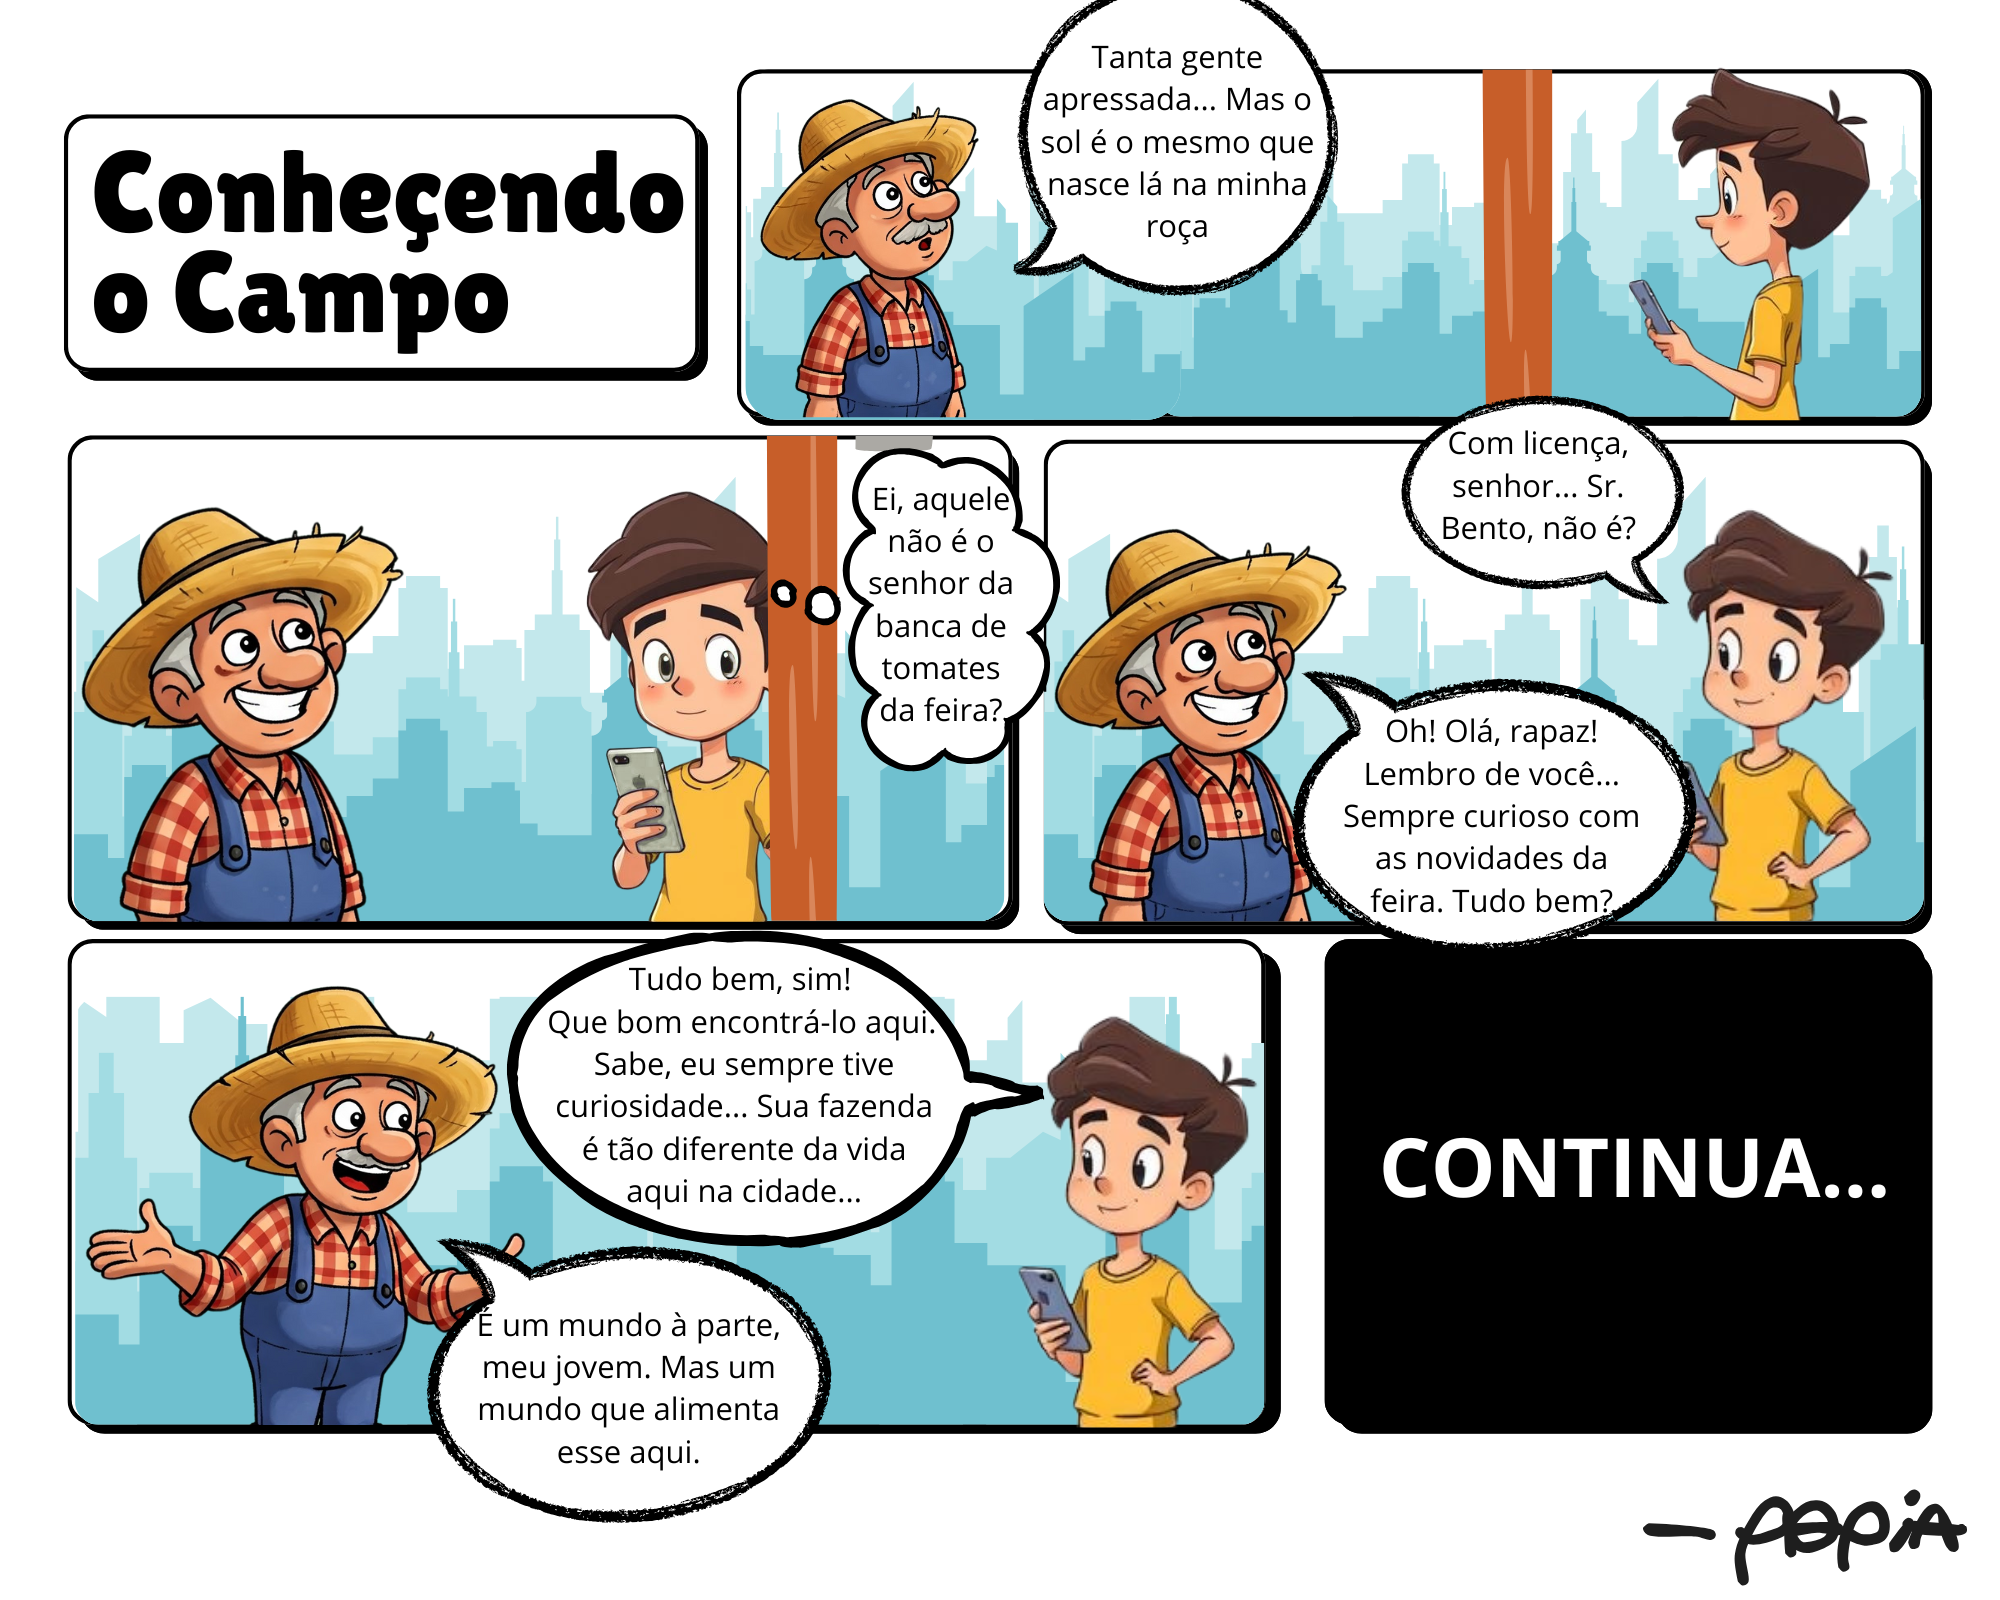 Conheçendo
o Campo
Tanta gente
apressada... Mas o
sol é o mesmo que
nasce lá na minha
roça
Ei, aquele
não é o
senhor da
banca de
tomates
da feira?
Com licença,
senhor... Sr.
Bento, não é?
Oh! Olá, rapaz!
Lembro de você...
Sempre curioso com
as novidades da
feira. Tudo bem?
Tudo bem, sim!
Que bom encontrá-lo aqui.
Sabe, eu sempre tive
curiosidade... Sua fazenda
é tão diferente da vida
aqui na cidade...
É um mundo à parte,
meu jovem. Mas um
mundo que alimenta
esse aqui.
CONTINUA...